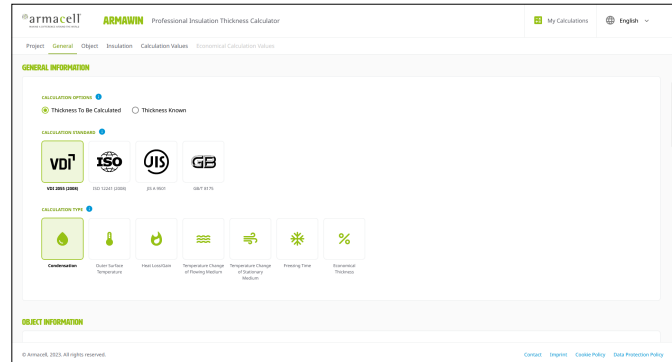 armacell
ARMAWIN Professional Insulation Thickness Calculator
My Calculations
English
Project General Object Insulation Calculation Values Economical Calculation Values
GENERAL INFORMATION
CALCULATION OPTIONS
Thickness To Be Calculated Thickness Known
CALCULATION STANDARD
VDI ISO JIS GB
VDI 2055 (2008) ISO 12241 (2008) JIS A 9501 GB/T 8175
CALCULATION TYPE
Condensation
Outer Surface
Temperature
Heat Loss/Gain
Temperature Change
of Flowing Medium
Temperature Change
of Stationary
Medium
Freezing Time
Economical
Thickness
OBJECT INFORMATION
© Armacell, 2023. All rights reserved.
Contact Imprint Cookie Policy Data Protection Policy